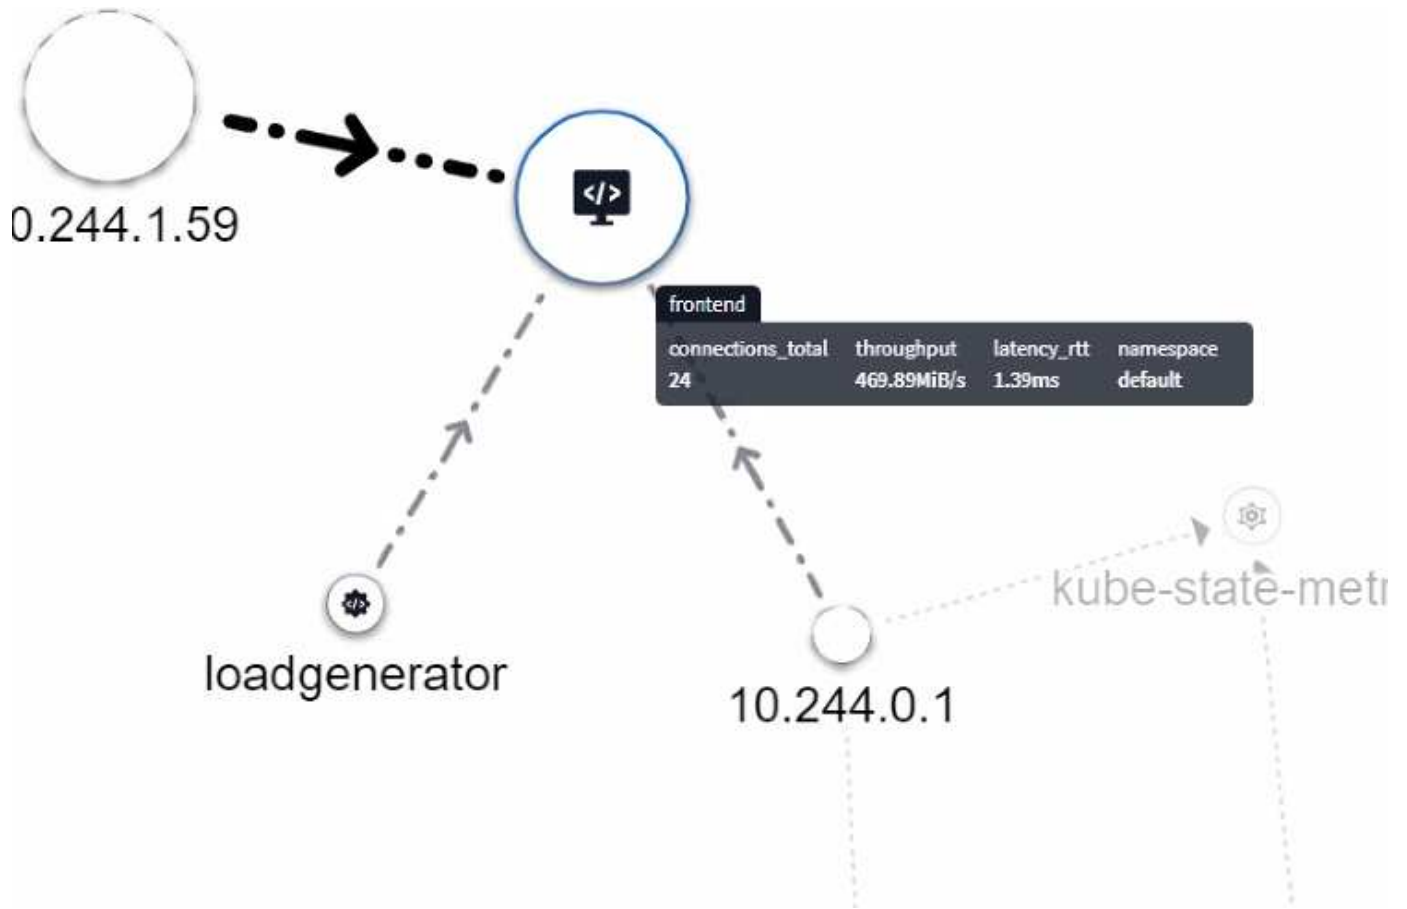 0.244.1.59
</>
frontend
connections_total throughput latency_rtt namespace
24 469.89MiB/s 1.39ms default
kube-state-metr
</>
loadgenerator
10.244.0.1